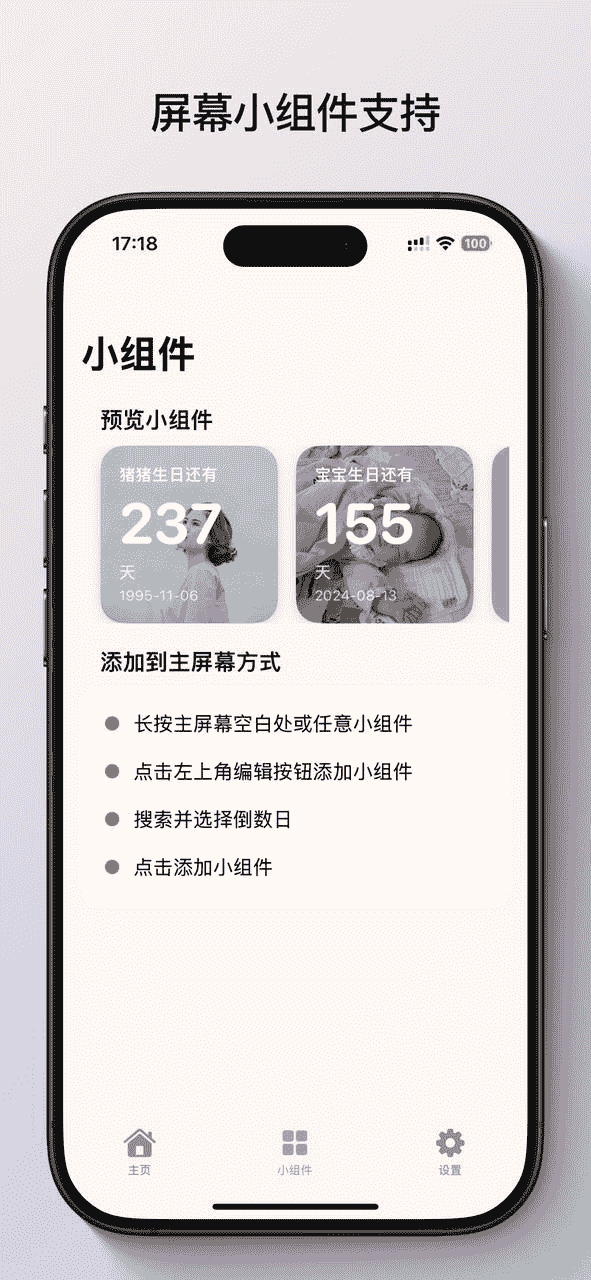 屏幕小组件支持
17:18
100
小组件
预览小组件
猪猪生日还有
237
天
1995-11-06
宝宝生日还有
155
天
2024-08-13
添加到主屏幕方式
长按主屏幕空白处或任意小组件
点击左上角编辑按钮添加小组件
搜索并选择倒数日
点击添加小组件
主页
小组件
设置